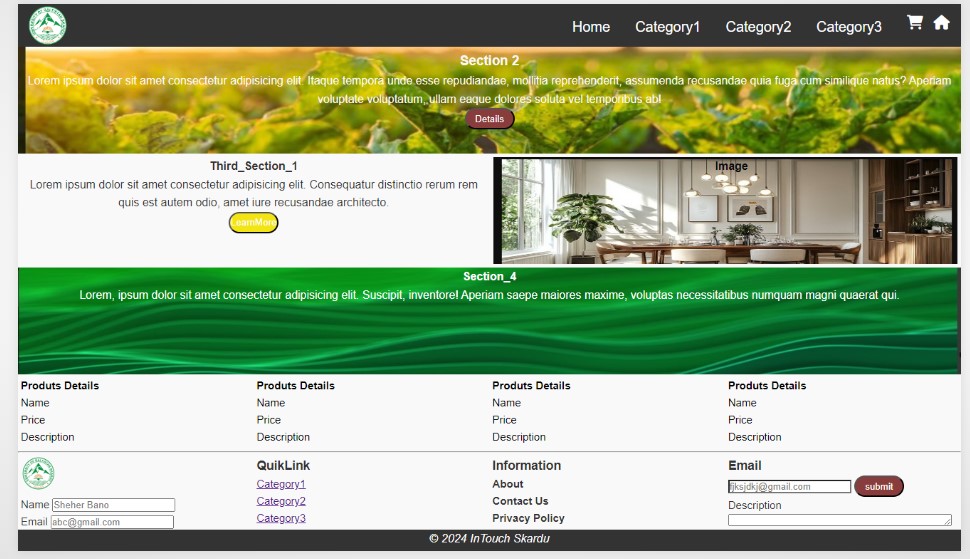 Home Category1 Category2 Category3
Section 2
Lorem ipsum dolor sit amet consectetur adipisicing elit. Itaque tempora unde esse repudiandae, mollitia reprehenderit, assumenda recusandae quia fuga cum similique natus? Aperiam
voluptate voluptatum, ullam eaque dolores soluta vel temporibus ab!
Details
Third_Section_1
Lorem ipsum dolor sit amet consectetur adipisicing elit. Consequatur distinctio rerum rem
quis est autem odio, amet iure recusandae architecto.
LearnMore
Image
Section_4
Lorem, ipsum dolor sit amet consectetur adipisicing elit. Suscipit, inventore! Aperiam saepe maiores maxime, voluptas necessitatibus numquam magni quaerat qui.
Produts Details Produts Details Produts Details Produts Details
Name Name Name Name
Price Price Price Price
Description Description Description Description
QuikLink
Category1
Category2
Category3
Information
About
Contact Us
Privacy Policy
Email
fjksjdkj@gmail.com submit
Description
Name Sheher Bano
Email abc@gmail.com
© 2024 InTouch Skardu